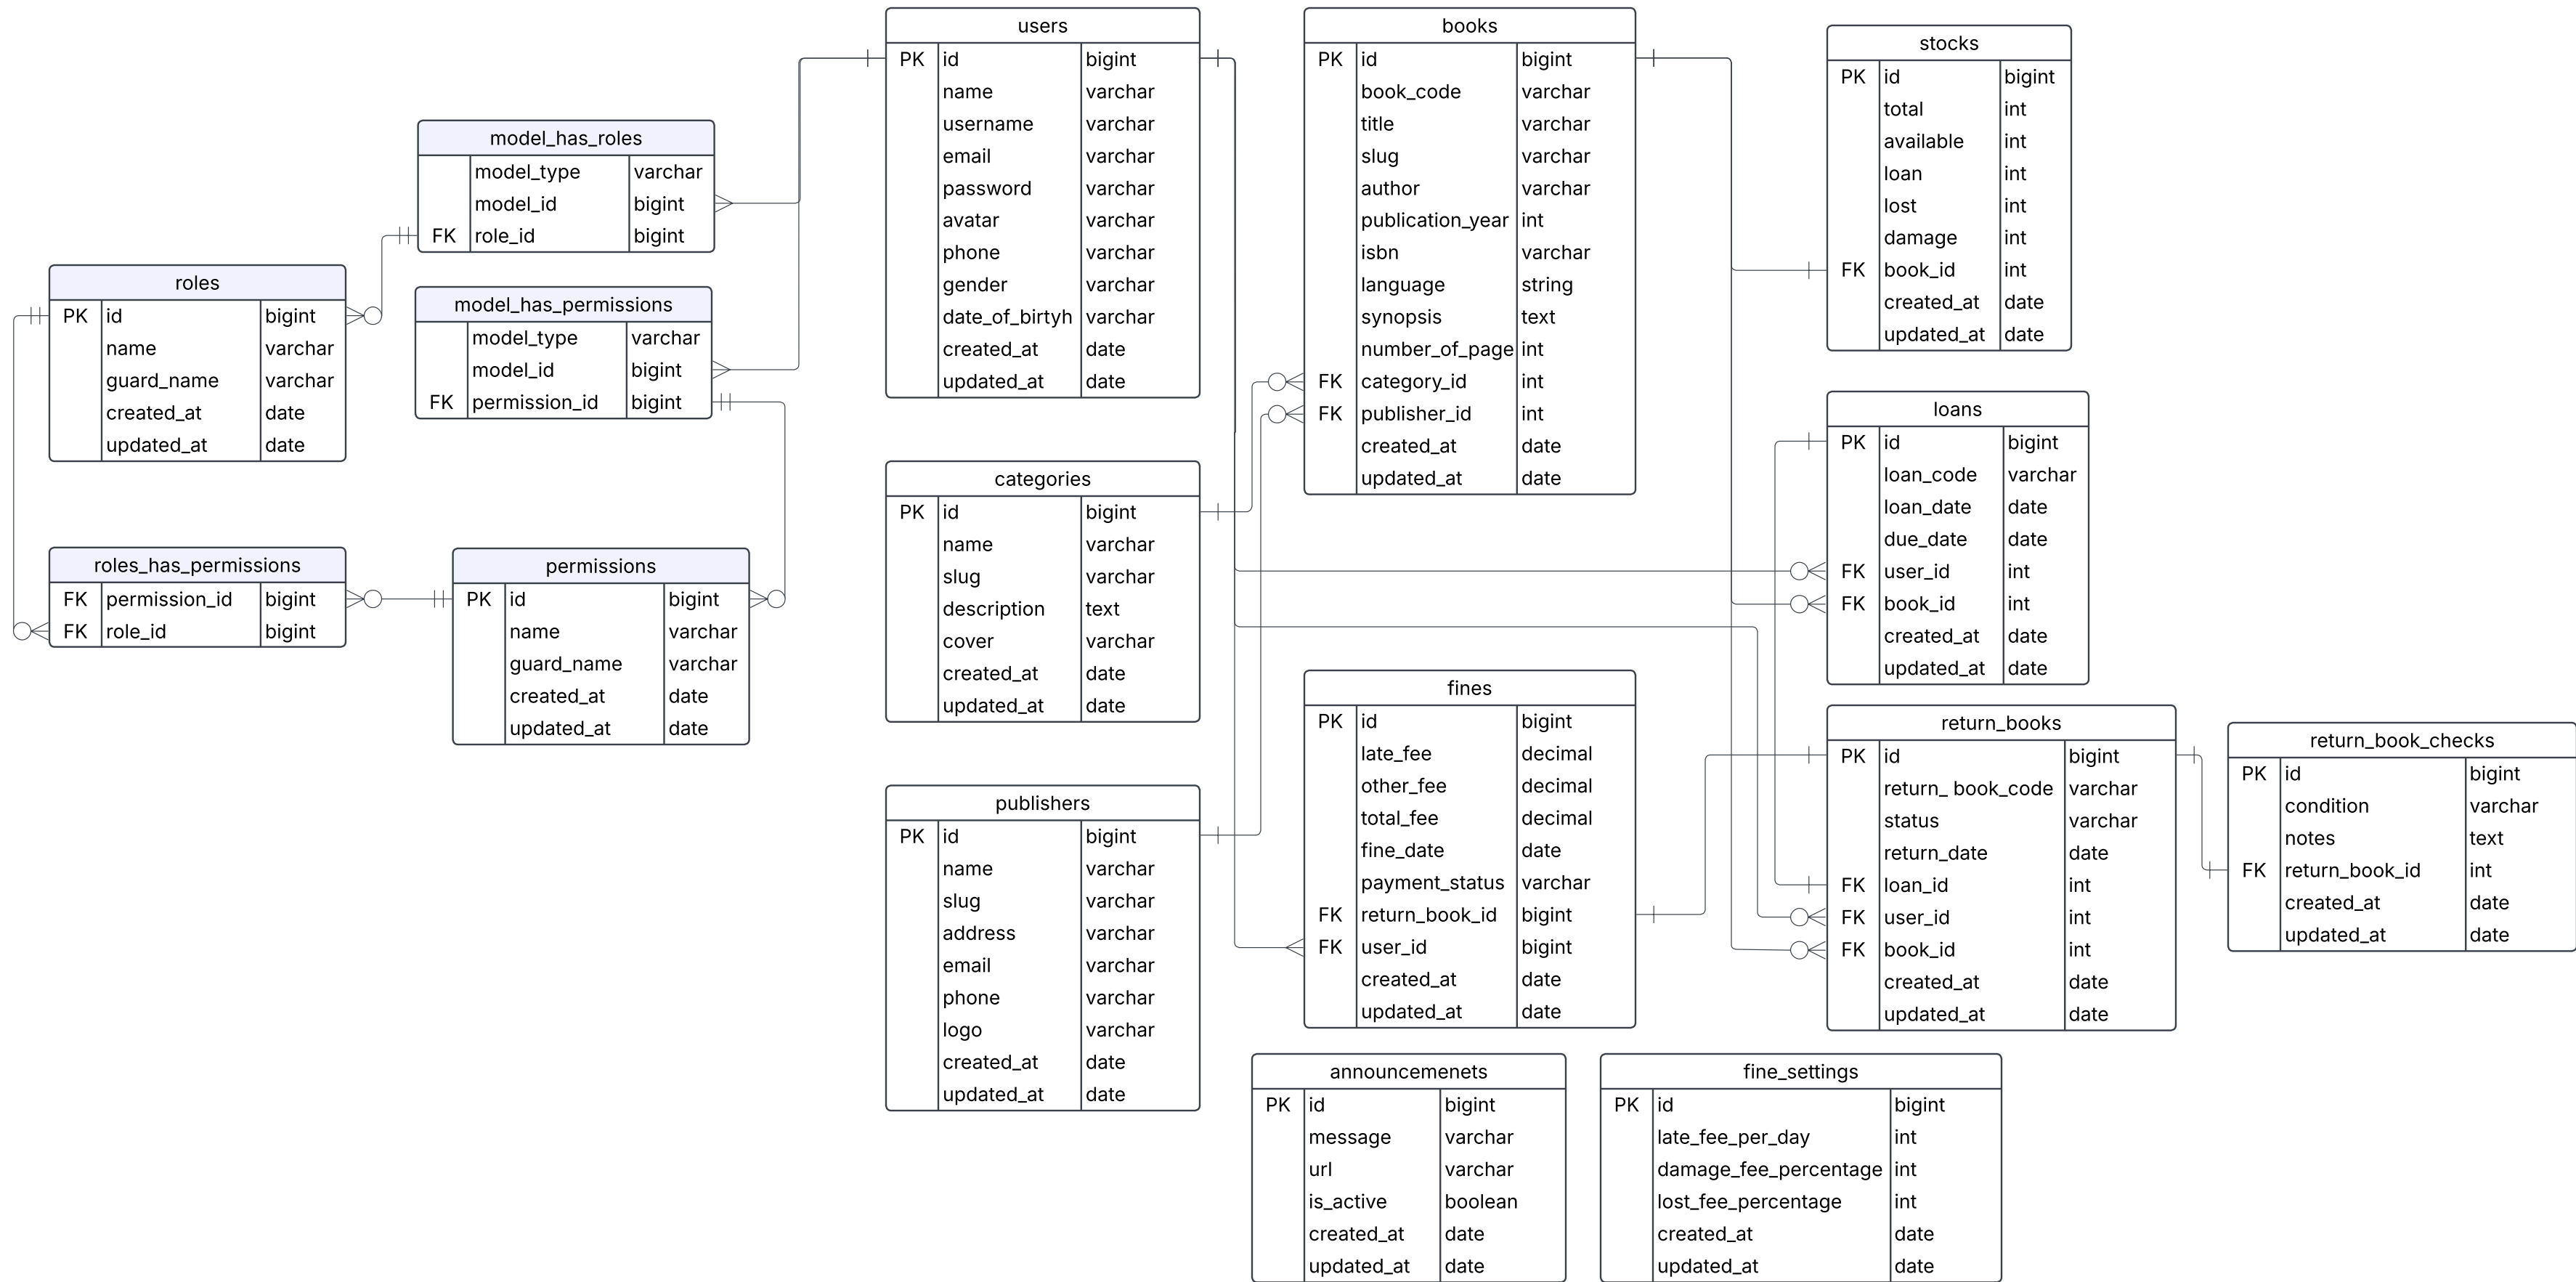 users
PK id bigint
name varchar
username varchar
email varchar
password varchar
avatar varchar
phone varchar
gender varchar
date_of_birtyh varchar
created_at date
updated_at date
books
PK id bigint
book_code varchar
title varchar
slug varchar
author varchar
publication_year int
isbn varchar
language string
synopsis text
number_of_page int
FK category_id int
FK publisher_id int
created_at date
updated_at date
stocks
PK id bigint
total int
available int
loan int
lost int
damage int
FK book_id int
created_at date
updated_at date
model_has_roles
model_type varchar
model_id bigint
FK role_id bigint
roles
PK id bigint
name varchar
guard_name varchar
created_at date
updated_at date
model_has_permissions
model_type varchar
model_id bigint
FK permission_id bigint
loans
PK id bigint
loan_code varchar
loan_date date
due_date date
FK user_id int
FK book_id int
created_at date
updated_at date
categories
PK id bigint
name varchar
slug varchar
description text
cover varchar
created_at date
updated_at date
roles_has_permissions
FK permission_id bigint
FK role_id bigint
permissions
PK id bigint
name varchar
guard_name varchar
created_at date
updated_at date
fines
PK id bigint
late_fee decimal
other_fee decimal
total_fee decimal
fine_date date
payment_status varchar
FK return_book_id bigint
FK user_id bigint
created_at date
updated_at date
return_books
PK id bigint
return_ book_code varchar
status varchar
return_date date
FK loan_id int
FK user_id int
FK book_id int
created_at date
updated_at date
return_book_checks
PK id bigint
condition varchar
notes text
FK return_book_id int
created_at date
updated_at date
publishers
PK id bigint
name varchar
slug varchar
address varchar
email varchar
phone varchar
logo varchar
created_at date
updated_at date
announcemenets
PK id bigint
message varchar
url varchar
is_active boolean
created_at date
updated_at date
fine_settings
PK id bigint
late_fee_per_day int
damage_fee_percentage int
lost_fee_percentage int
created_at date
updated_at date